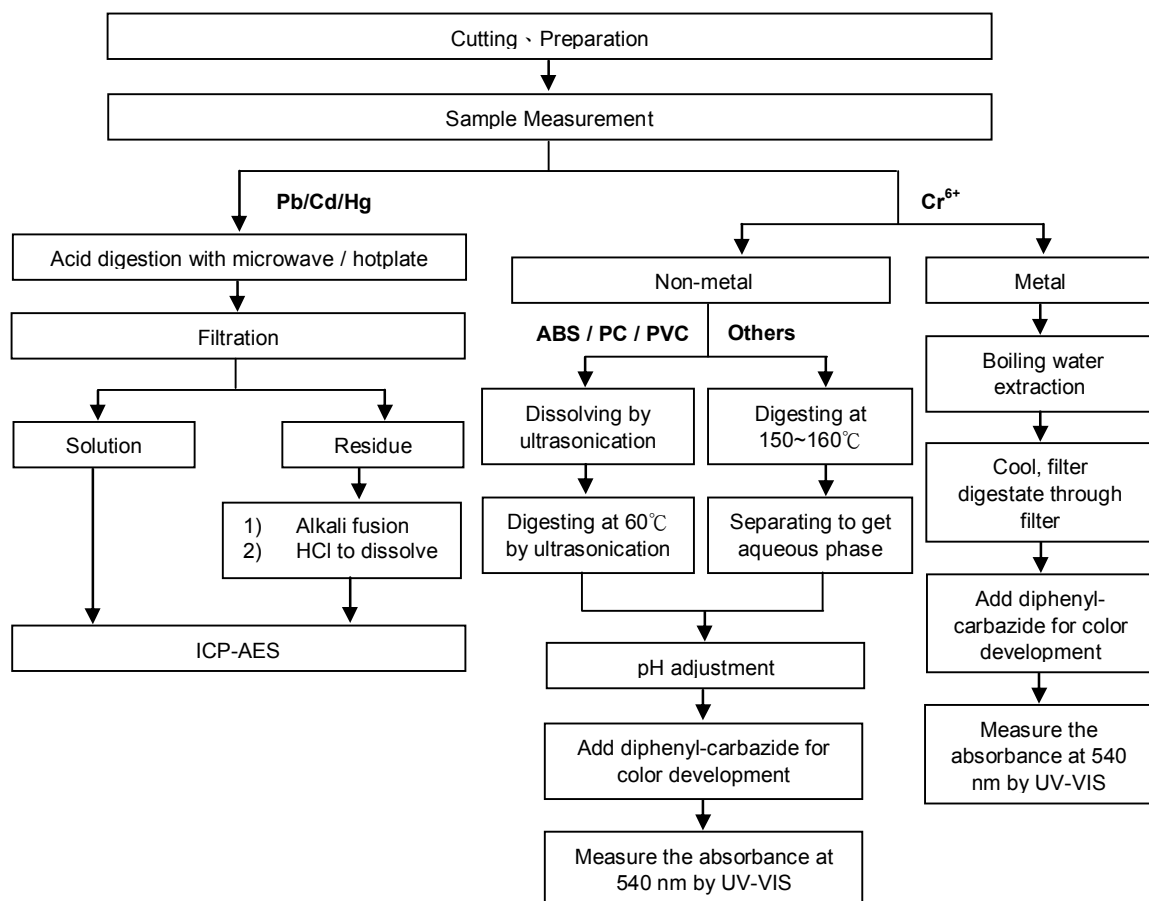 Cutting、Preparation
Sample Measurement
Pb/Cd/Hg
Cr⁶⁺
Acid digestion with microwave / hotplate
Filtration
Solution
Residue
1) Alkali fusion
2) HCl to dissolve
ICP-AES
Non-metal
ABS / PC / PVC
Others
Dissolving by
ultrasonication
Digesting at
150~160℃
Digesting at 60℃
by ultrasonication
Separating to get
aqueous phase
pH adjustment
Add diphenyl-carbazide for
color development
Measure the absorbance at
540 nm by UV-VIS
Metal
Boiling water
extraction
Cool, filter
digestate through
filter
Add diphenyl-
carbazide for color
development
Measure the
absorbance at 540
nm by UV-VIS